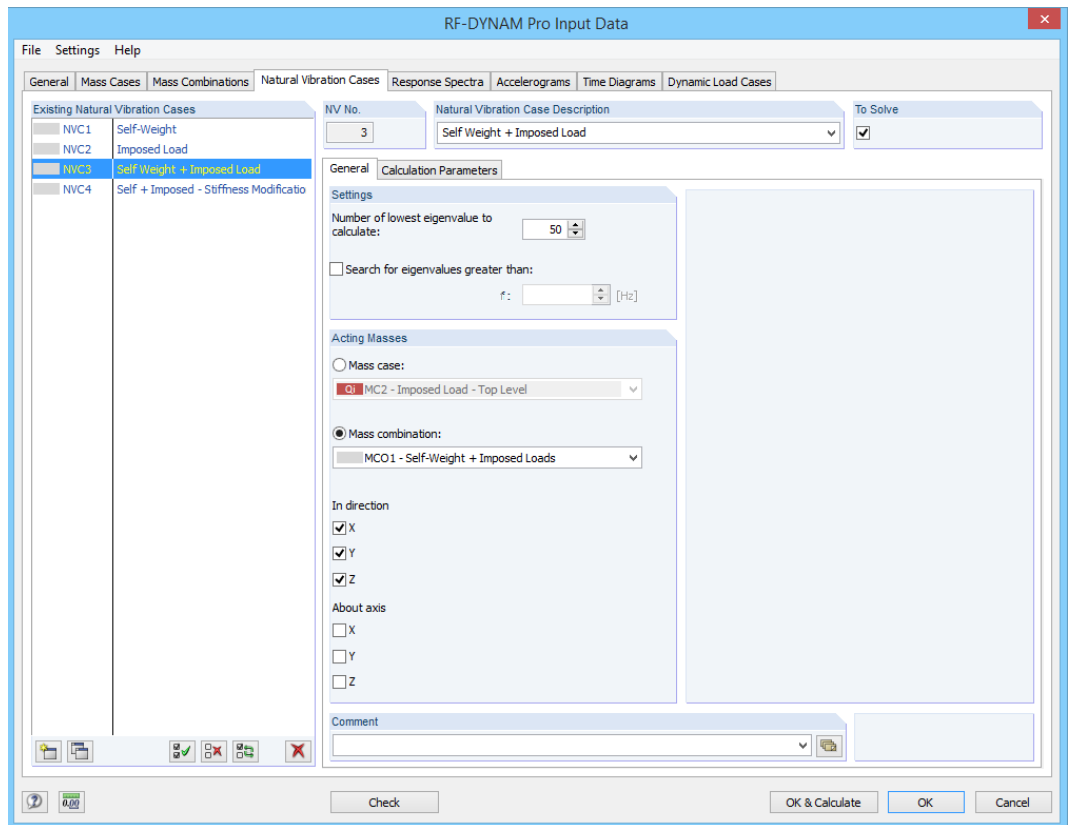 RF-DYNAM Pro Input Data
File Settings Help
General Mass Cases Mass Combinations Natural Vibration Cases Response Spectra Accelerograms Time Diagrams Dynamic Load Cases
Existing Natural Vibration Cases
NVC1 Self-Weight
NVC2 Imposed Load
NVC3 Self Weight + Imposed Load
NVC4 Self + Imposed - Stiffness Modificatio
NV No.
3
Natural Vibration Case Description
Self Weight + Imposed Load
To Solve
General Calculation Parameters
Settings
Number of lowest eigenvalue to
calculate:
50
Search for eigenvalues greater than:
f: [Hz]
Acting Masses
Mass case:
Qi MC2 - Imposed Load - Top Level
Mass combination:
MCO1 - Self-Weight + Imposed Loads
In direction
X
Y
Z
About axis
X
Y
Z
Comment
0,00
Check
OK & Calculate
OK
Cancel